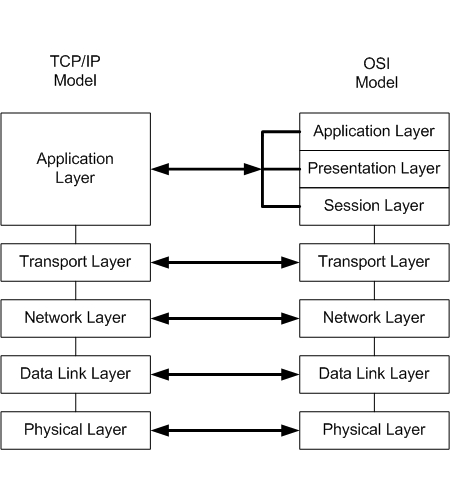 TCP/IP
Model
OSI
Model
Application
Layer
Application Layer
Presentation Layer
Session Layer
Transport Layer
Transport Layer
Network Layer
Network Layer
Data Link Layer
Data Link Layer
Physical Layer
Physical Layer